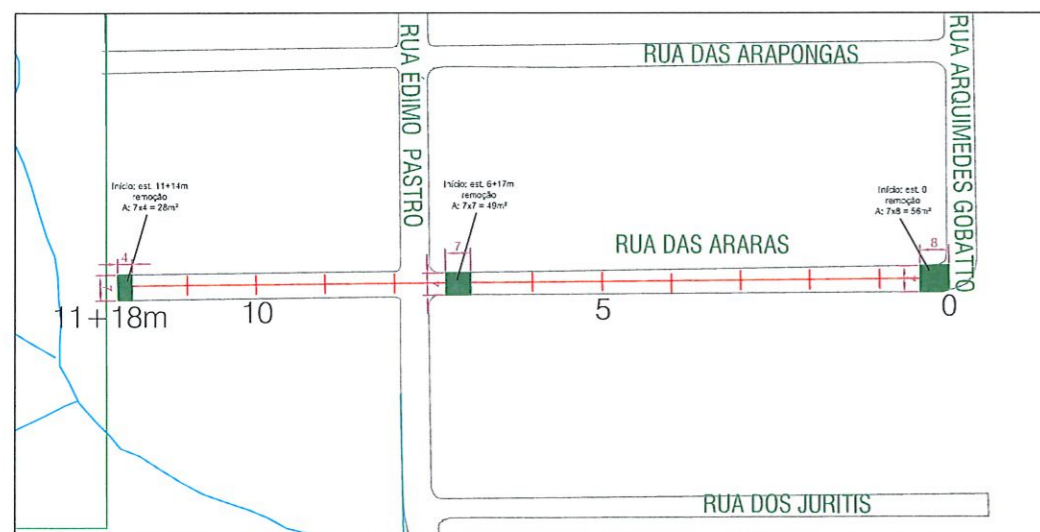 RUA DAS ARAPONGAS
RUA ÉDIMO PASTRO
RUA ARQUIMEDES GOBATTO
Início: est. 11+14m
remoção
A: 7x4 = 28m²
Início: est. 6+17m
remoção
A: 7x7 = 49m²
Início: est. 0
remoção
A: 7x8 = 56m²
RUA DAS ARARAS
4
7
8
7
11+18m
10
5
0
RUA DOS JURITIS